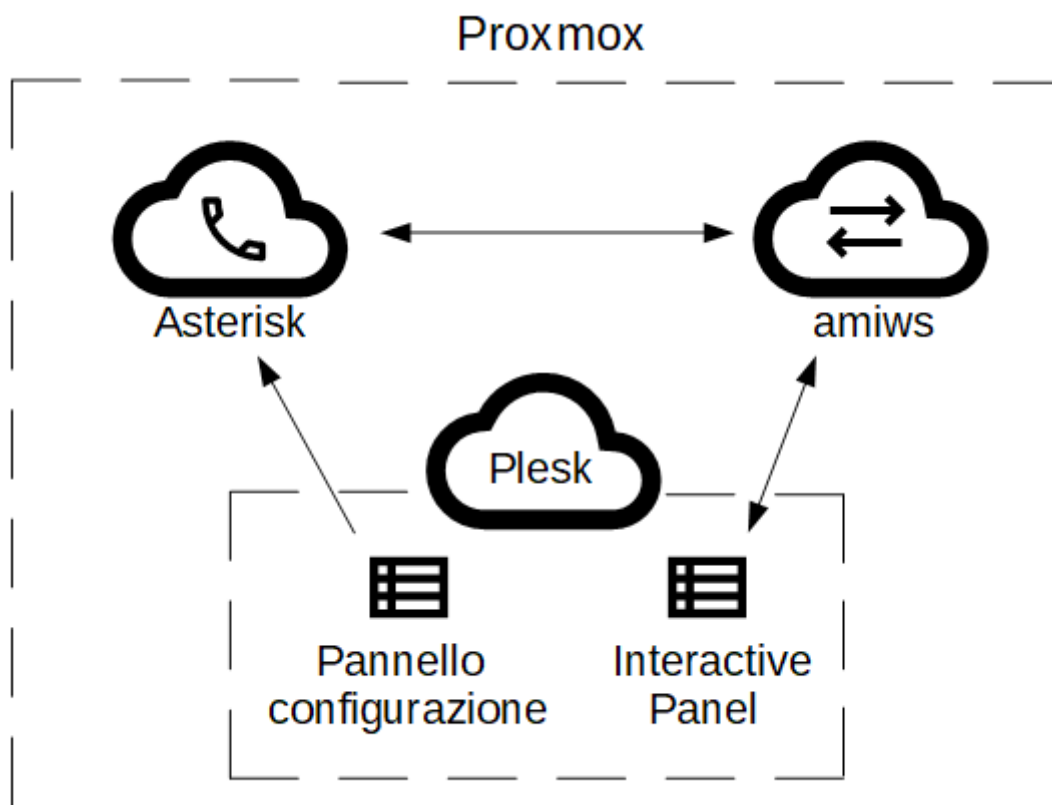 Proxmox
Asterisk
amiws
Plesk
Pannello
configurazione
Interactive
Panel